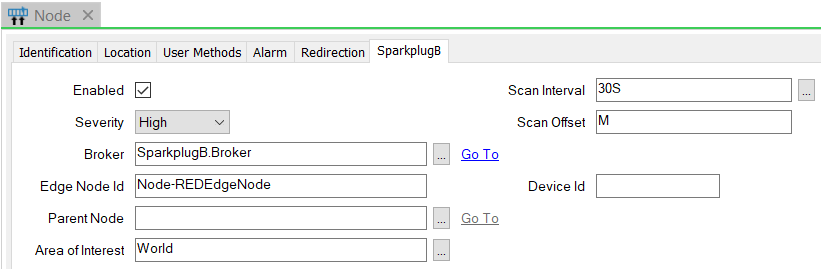 Node
Identification Location User Methods Alarm Redirection SparkplugB
Enabled Scan Interval 30S ...
Severity High Scan Offset M
Broker SparkplugB.Broker ... Go To
Edge Node Id Node-REDEdgeNode Device Id
Parent Node ... Go To
Area of Interest World ...